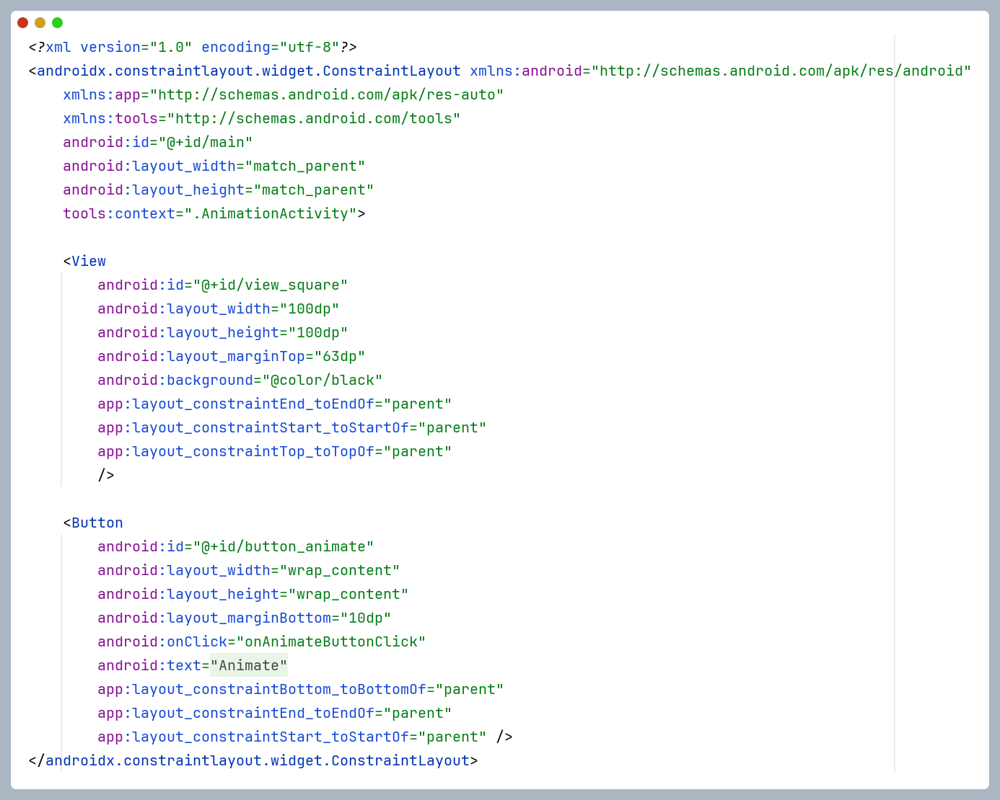 <?xml version="1.0" encoding="utf-8"?>
<androidx.constraintlayout.widget.ConstraintLayout xmlns:android="http://schemas.android.com/apk/res/android"
    xmlns:app="http://schemas.android.com/apk/res-auto"
    xmlns:tools="http://schemas.android.com/tools"
    android:id="@+id/main"
    android:layout_width="match_parent"
    android:layout_height="match_parent"
    tools:context=".AnimationActivity">

    <View
        android:id="@+id/view_square"
        android:layout_width="100dp"
        android:layout_height="100dp"
        android:layout_marginTop="63dp"
        android:background="@color/black"
        app:layout_constraintEnd_toEndOf="parent"
        app:layout_constraintStart_toStartOf="parent"
        app:layout_constraintTop_toTopOf="parent"
        />

    <Button
        android:id="@+id/button_animate"
        android:layout_width="wrap_content"
        android:layout_height="wrap_content"
        android:layout_marginBottom="10dp"
        android:onClick="onAnimateButtonClick"
        android:text="Animate"
        app:layout_constraintBottom_toBottomOf="parent"
        app:layout_constraintEnd_toEndOf="parent"
        app:layout_constraintStart_toStartOf="parent" />
</androidx.constraintlayout.widget.ConstraintLayout>